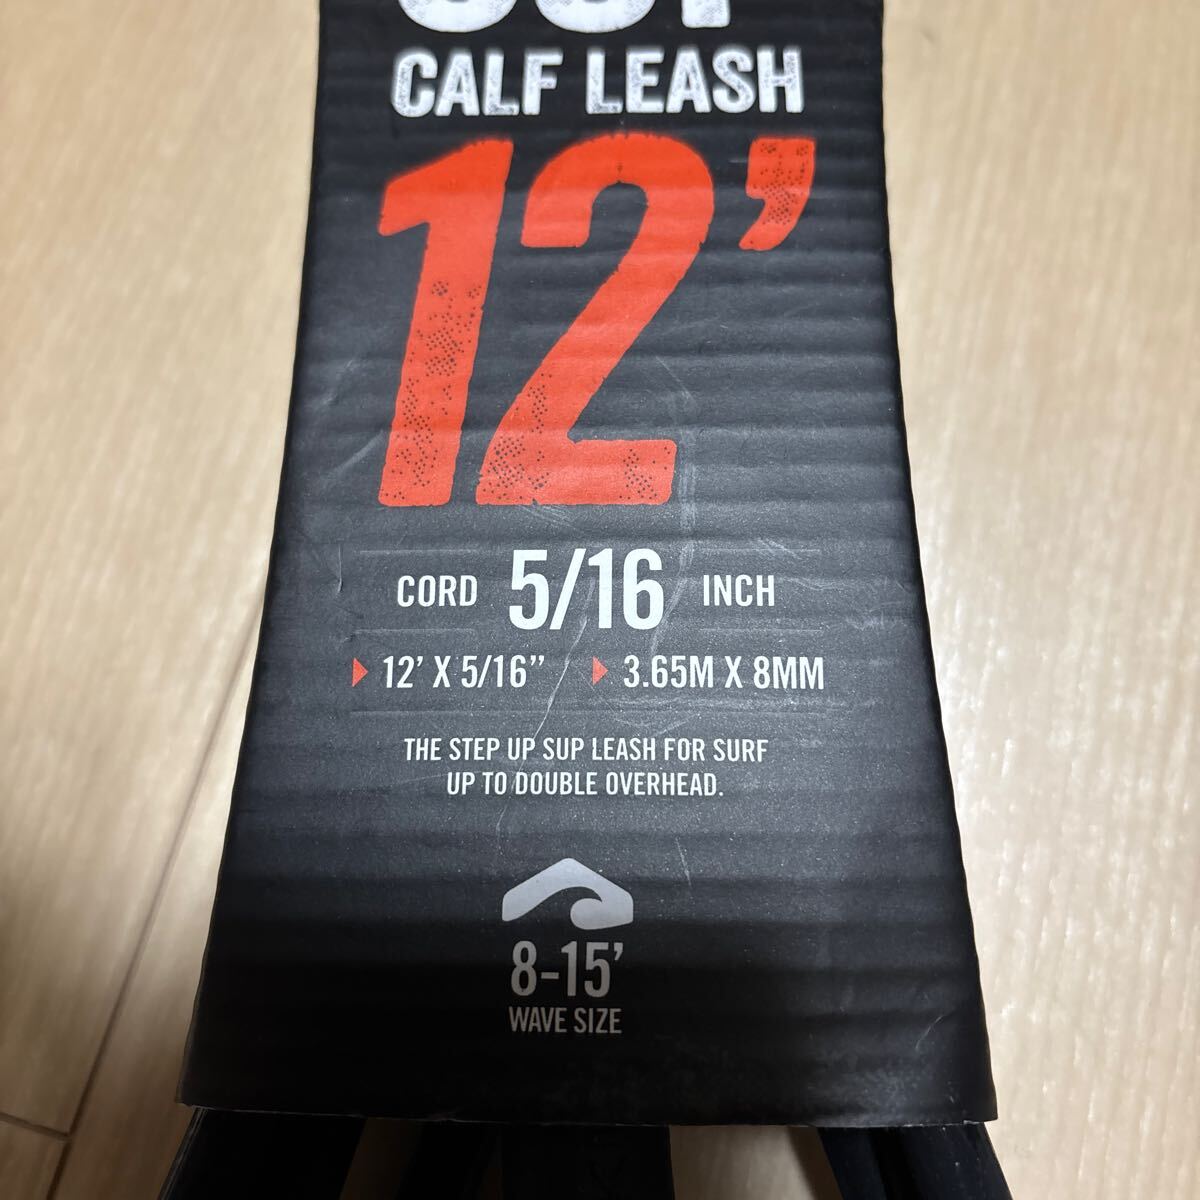 SUP
CALF LEASH
12'
CORD 5/16 INCH
12' X 5/16" 3.65M X 8MM
THE STEP UP SUP LEASH FOR SURF
UP TO DOUBLE OVERHEAD.
8-15'
WAVE SIZE